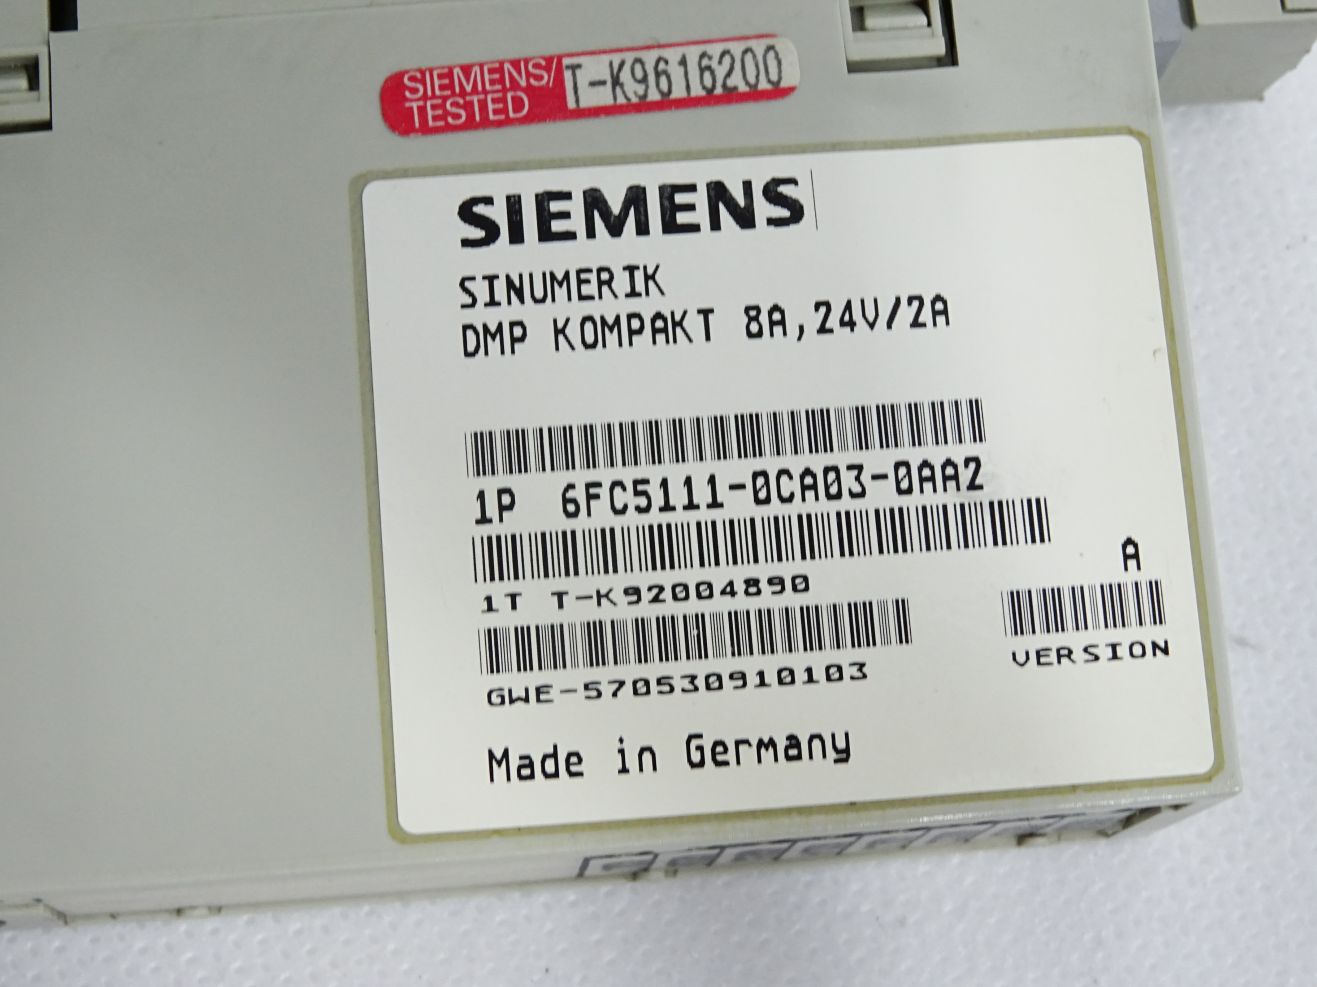 SIEMENS/
TESTED
T-K9616200
SIEMENS
SINUMERIK
DMP KOMPAKT 8A,24V/2A
1P 6FC5111-0CA03-0AA2
1T T-K92004890
A
GWE-570530910103
VERSION
Made in Germany